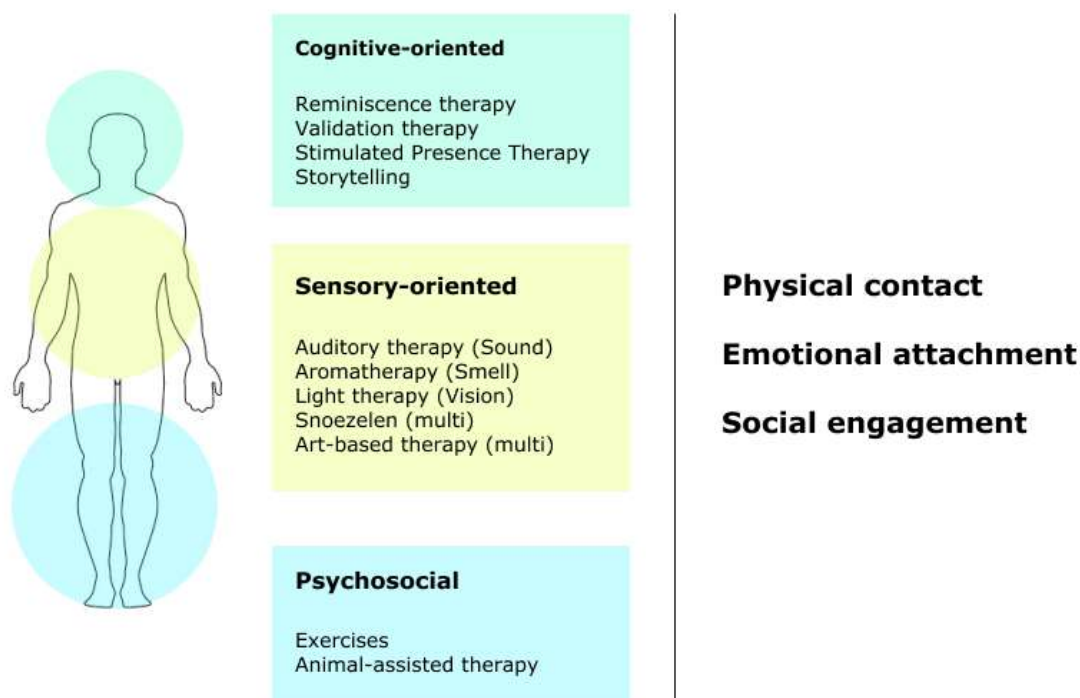 Cognitive-oriented
Reminiscence therapy
Validation therapy
Stimulated Presence Therapy
Storytelling
Sensory-oriented
Auditory therapy (Sound)
Aromatherapy (Smell)
Light therapy (Vision)
Snoezelen (multi)
Art-based therapy (multi)
Psychosocial
Exercises
Animal-assisted therapy
Physical contact
Emotional attachment
Social engagement